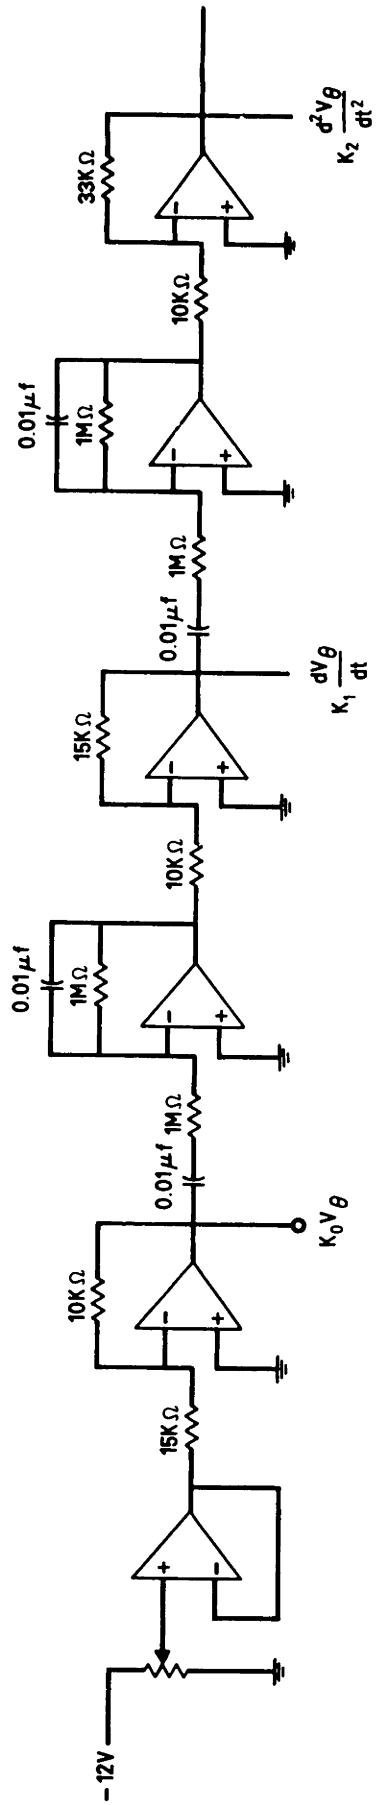 -12V
+
-
15KΩ
10KΩ
-
+
K₀Vθ
0.01μf
1MΩ
0.01μf
1MΩ
-
+
10KΩ
15KΩ
-
+
K₁ dVθ/dt
0.01μf
1MΩ
0.01μf
1MΩ
-
+
10KΩ
33KΩ
-
+
K₂ d²Vθ/dt²